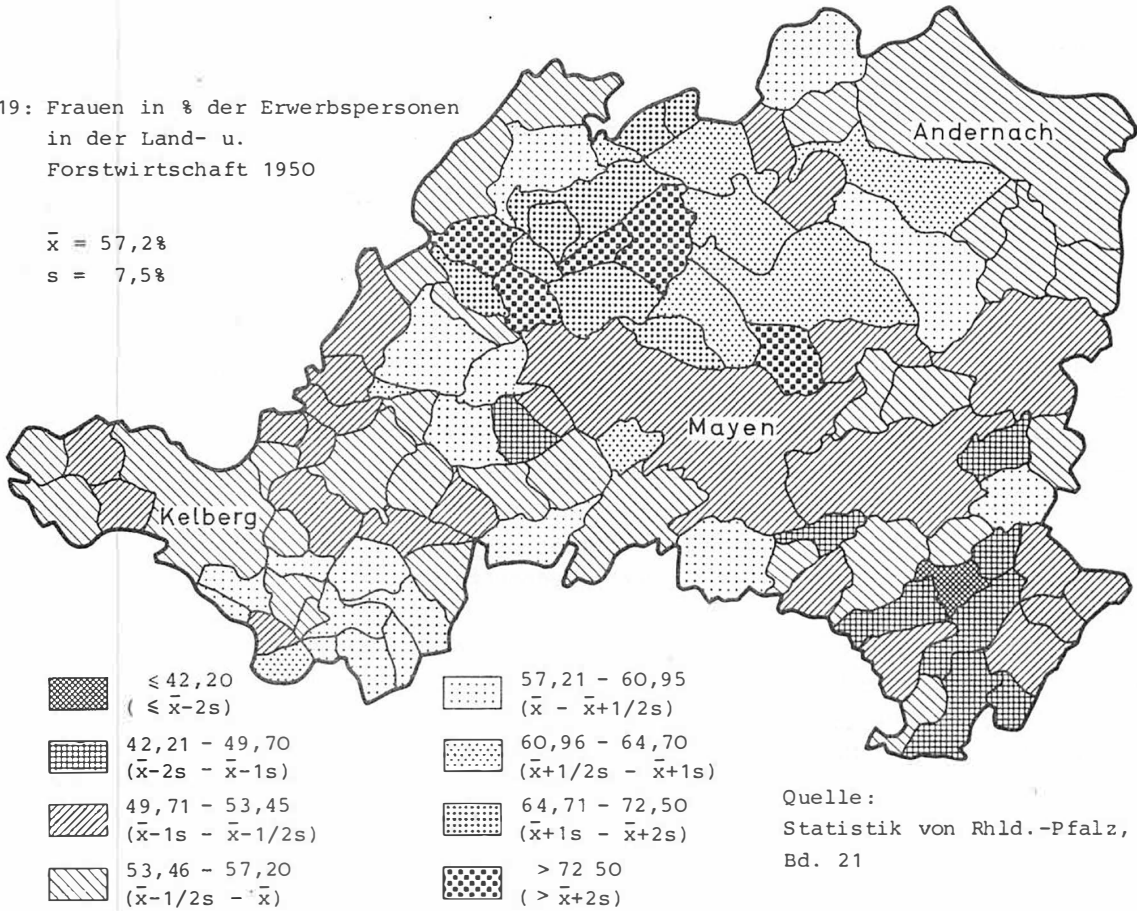 19: Frauen in % der Erwerbspersonen
in der Land- u.
Forstwirtschaft 1950
x̄ = 57,2%
s = 7,5%
Andernach
Mayen
Kelberg
≤ 42,20
( ≤ x̄-2s)
42,21 - 49,70
(x̄-2s - x̄-1s)
49,71 - 53,45
(x̄-1s - x̄-1/2s)
53,46 - 57,20
(x̄-1/2s - x̄)
57,21 - 60,95
(x̄ - x̄+1/2s)
60,96 - 64,70
(x̄+1/2s - x̄+1s)
64,71 - 72,50
(x̄+1s - x̄+2s)
> 72 50
( > x̄+2s)
Quelle:
Statistik von Rhld.-Pfalz,
Bd. 21